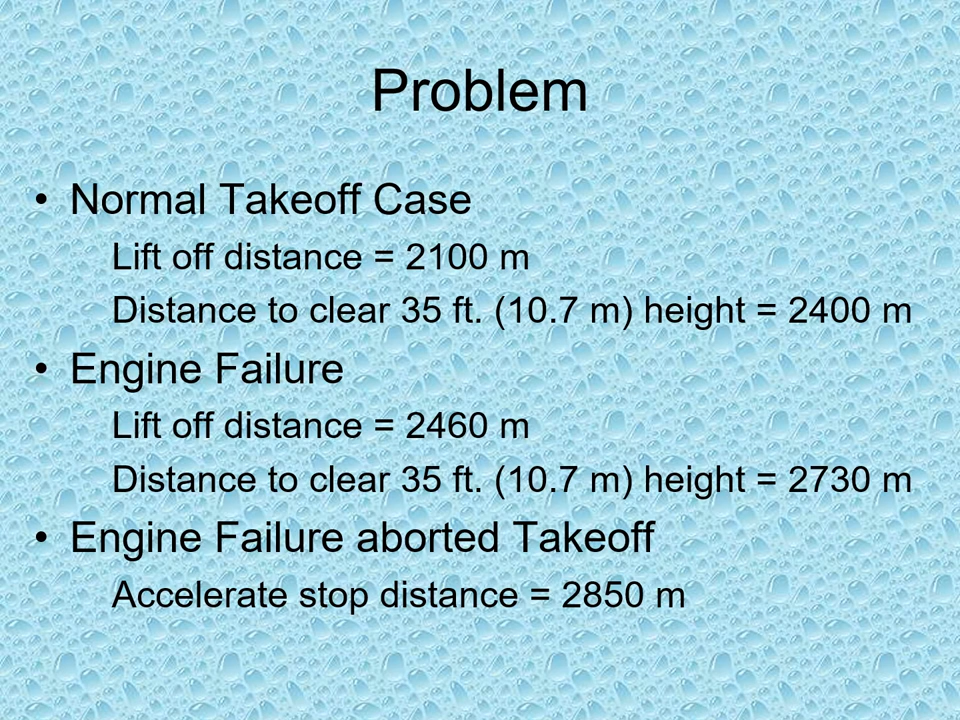 Problem
• Normal Takeoff Case
Lift off distance = 2100 m
Distance to clear 35 ft. (10.7 m) height = 2400 m
• Engine Failure
Lift off distance = 2460 m
Distance to clear 35 ft. (10.7 m) height = 2730 m
• Engine Failure aborted Takeoff
Accelerate stop distance = 2850 m